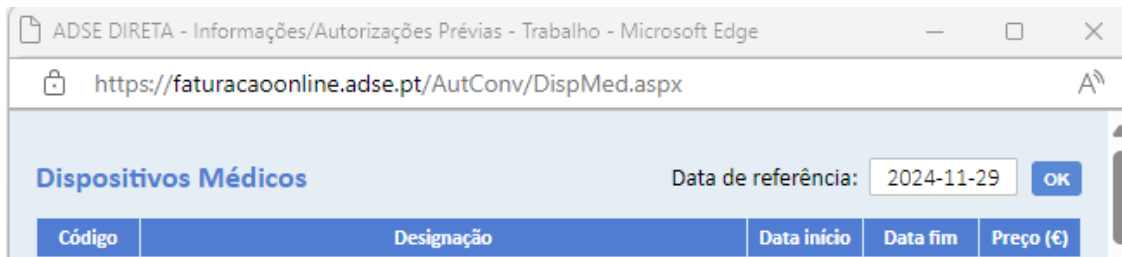 ADSE DIRETA - Informações/Autorizações Prévias - Trabalho - Microsoft Edge
https://faturacaoonline.adse.pt/AutConv/DispMed.aspx
Dispositivos Médicos Data de referência: 2024-11-29 OK
Código Designação Data início Data fim Preço (€)